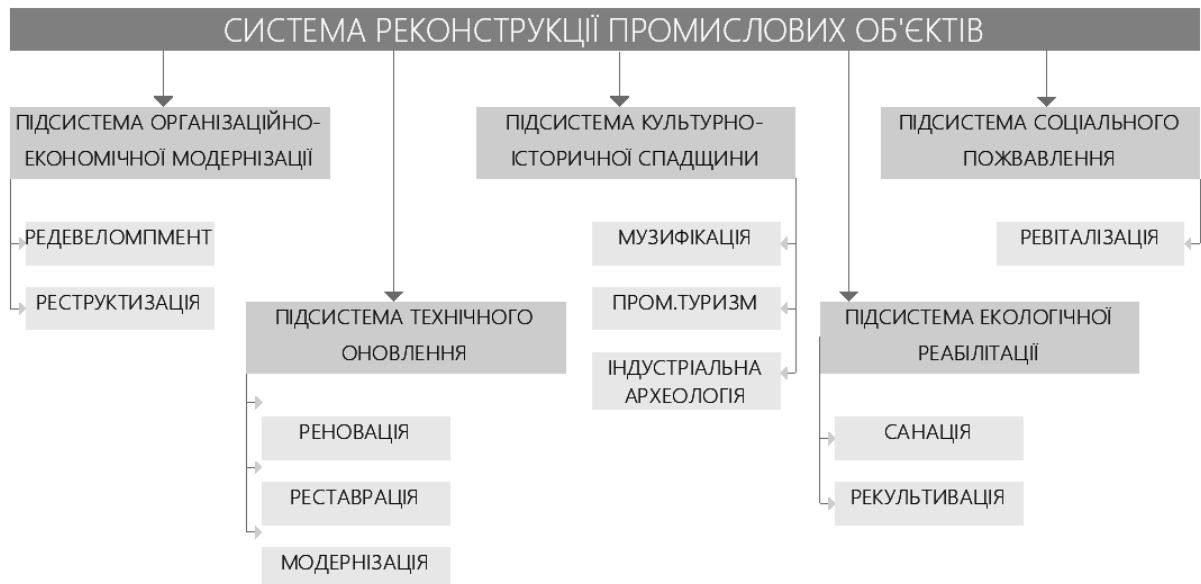 СИСТЕМА РЕКОНСТРУКЦІЇ ПРОМИСЛОВИХ ОБ'ЄКТІВ
ПІДСИСТЕМА ОРГАНІЗАЦІЙНО-
ЕКОНОМІЧНОЇ МОДЕРНІЗАЦІЇ
РЕДЕВЕЛОМПМЕНТ
РЕСТРУКТИЗАЦІЯ
ПІДСИСТЕМА ТЕХНІЧНОГО
ОНОВЛЕННЯ
РЕНОВАЦІЯ
РЕСТАВРАЦІЯ
МОДЕРНІЗАЦІЯ
ПІДСИСТЕМА КУЛЬТУРНО-
ІСТОРИЧНОЇ СПАДЩИНИ
МУЗИФІКАЦІЯ
ПРОМ.ТУРИЗМ
ІНДУСТРІАЛЬНА
АРХЕОЛОГІЯ
ПІДСИСТЕМА ЕКОЛОГІЧНОЇ
РЕАБІЛІТАЦІЇ
САНАЦІЯ
РЕКУЛЬТИВАЦІЯ
ПІДСИСТЕМА СОЦІАЛЬНОГО
ПОЖВАВЛЕННЯ
РЕВІТАЛІЗАЦІЯ